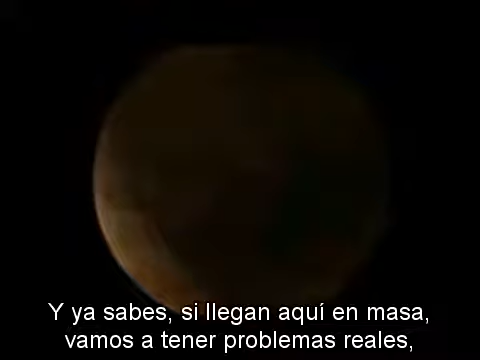 Y ya sabes, si llegan aquí en masa,
vamos a tener problemas reales,